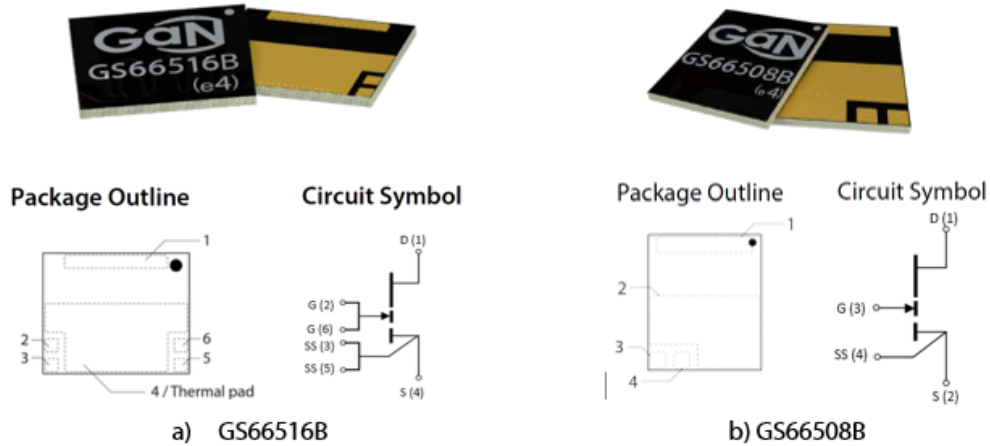 GaN
GS66516B
(e4)
GaN
GS66508B
(e4)
Package Outline
Circuit Symbol
1
2
3
6
5
4 / Thermal pad
D (1)
G (2)
G (6)
SS (3)
SS (5)
S (4)
Package Outline
Circuit Symbol
1
2
3
4
D (1)
G (3)
SS (4)
S (2)
a) GS66516B
b) GS66508B